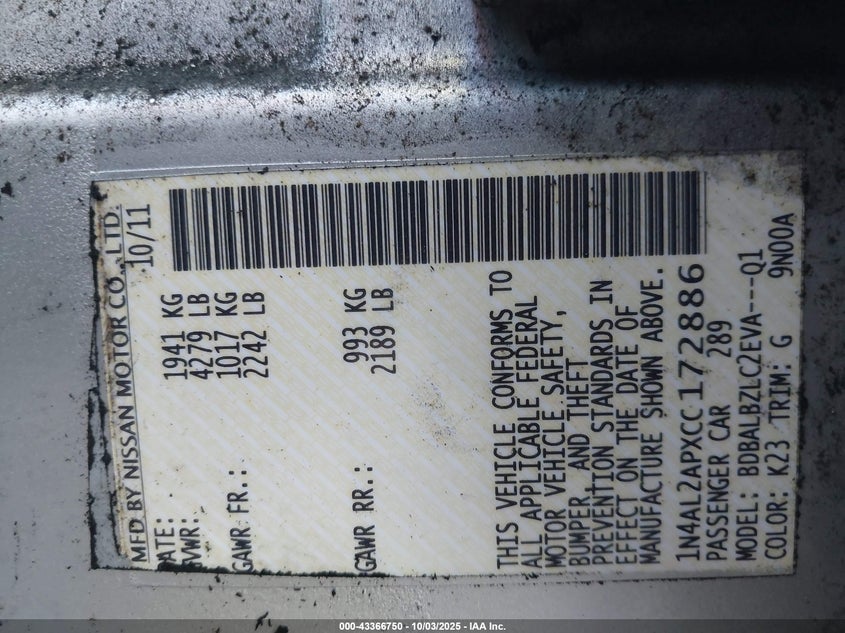 MFD BY NISSAN MOTOR CO., LTD.
DATE: 10/11
GVWR: 1941 KG
4279 LB
GAWR FR.: 1017 KG
2242 LB
GAWR RR.: 993 KG
2189 LB
THIS VEHICLE CONFORMS TO
ALL APPLICABLE FEDERAL
MOTOR VEHICLE SAFETY,
BUMPER, AND THEFT
PREVENTION STANDARDS IN
EFFECT ON THE DATE OF
MANUFACTURE SHOWN ABOVE.
1N4AL2APXCC172886
PASSENGER CAR 289
MODEL: BDBALBZLC2EVA---Q1
COLOR: K23 TRIM: G 9N00A
000-43366750 - 10/03/2025 - IAA Inc.